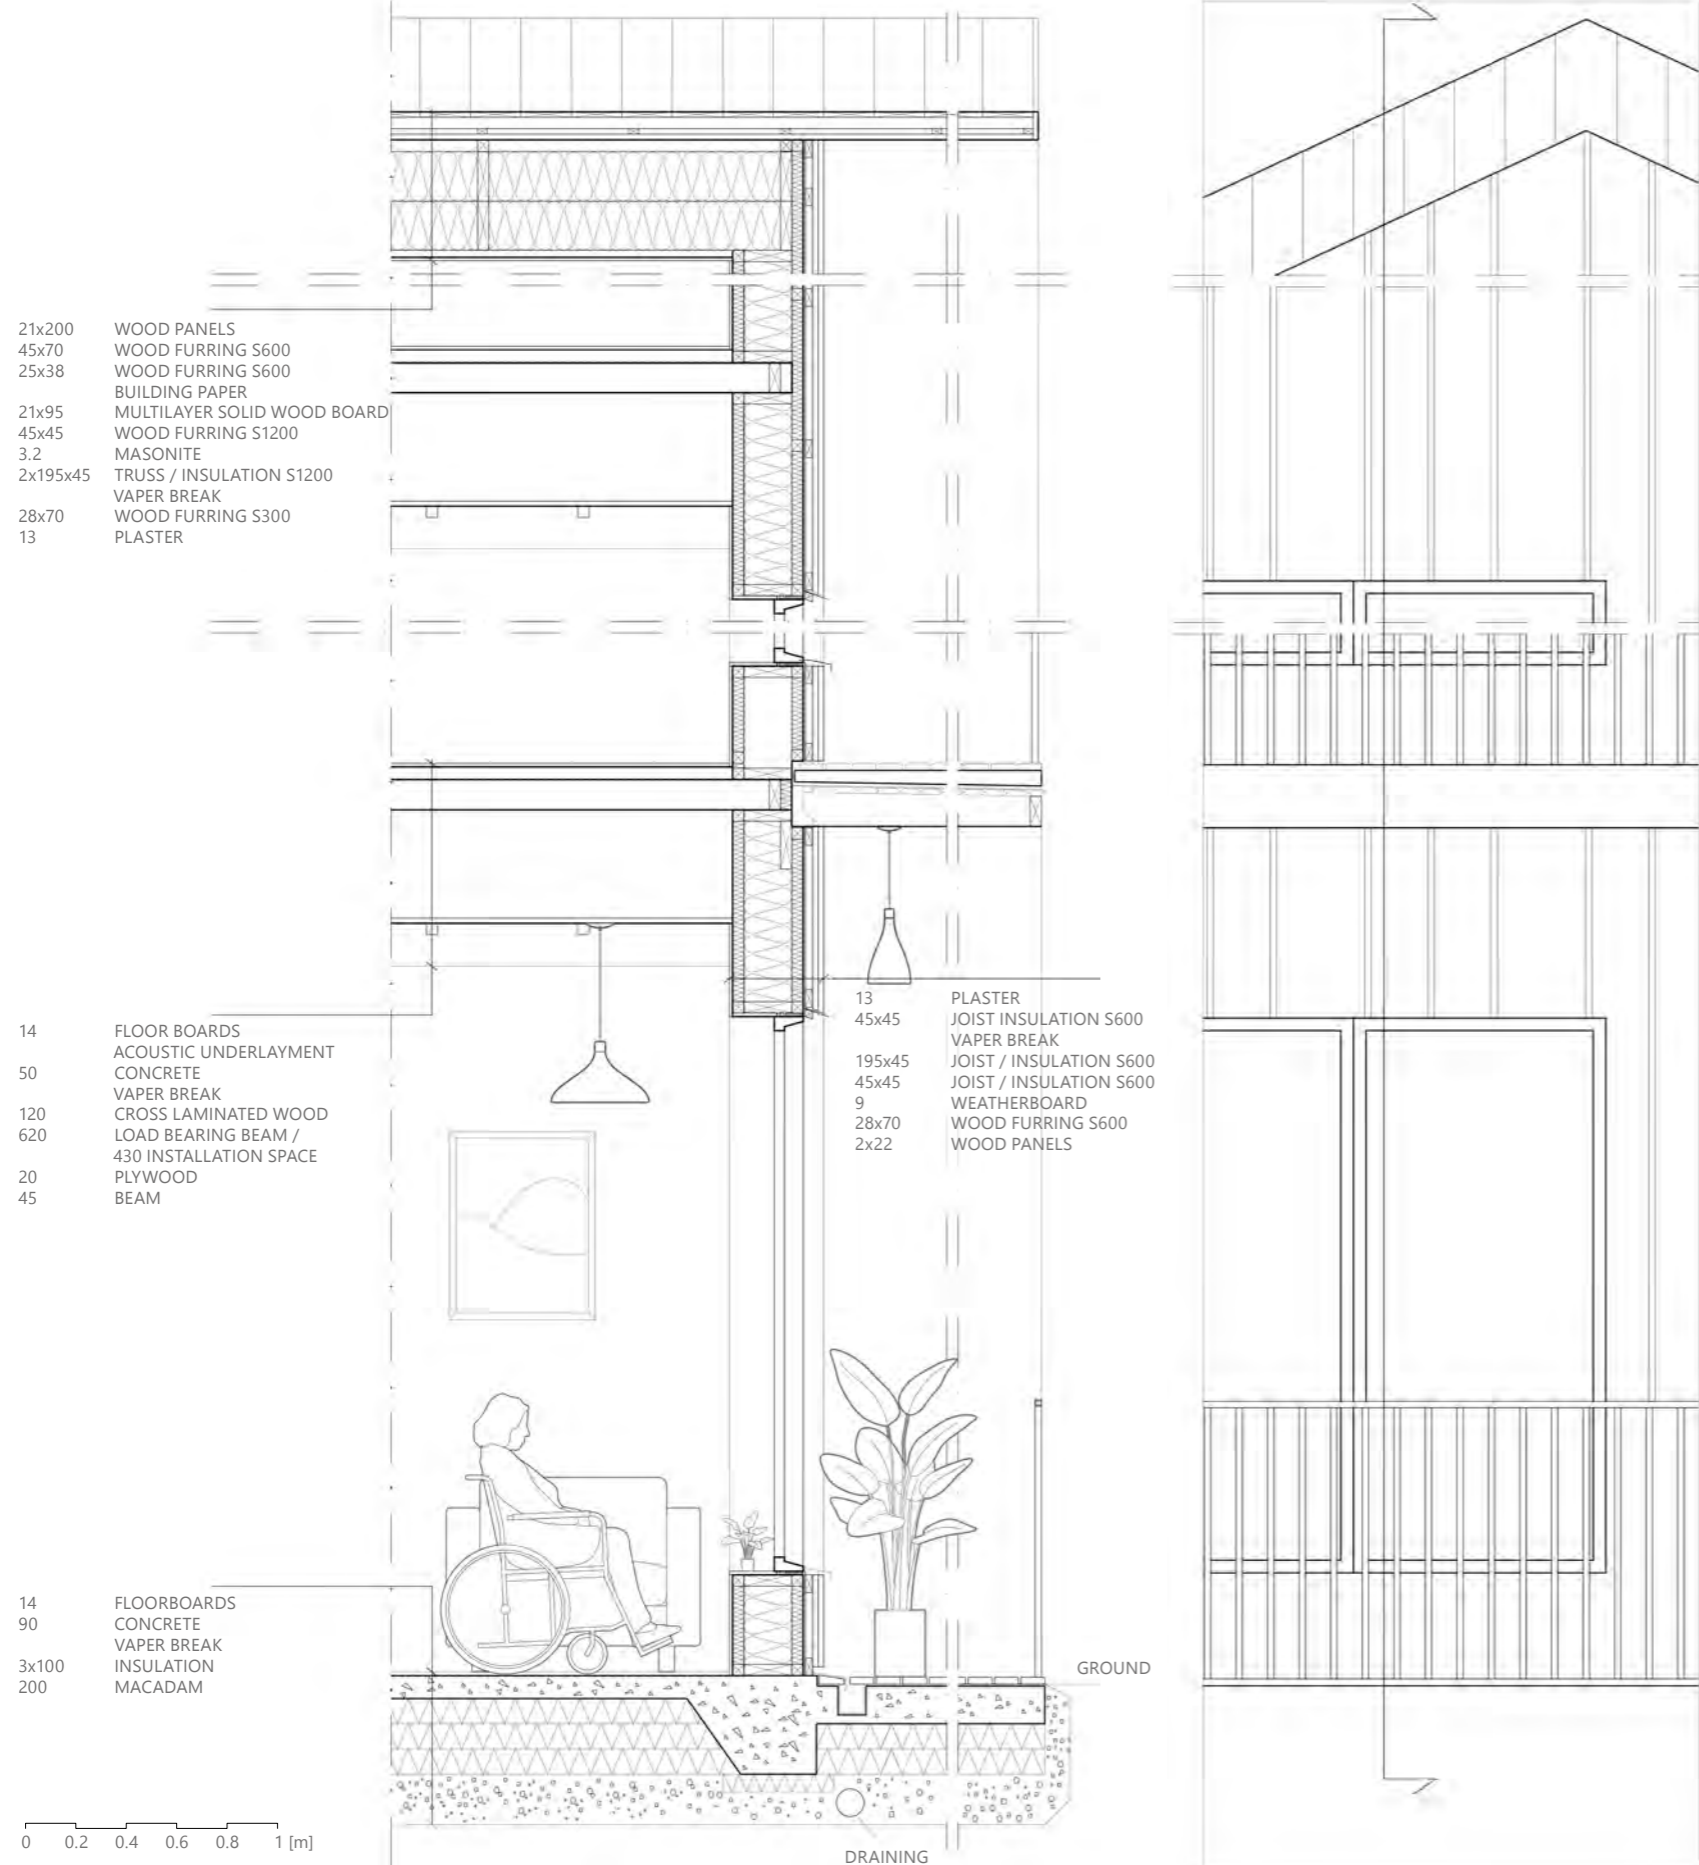 21x200 WOOD PANELS
45x70 WOOD FURRING S600
25x38 WOOD FURRING S600
BUILDING PAPER
21x95 MULTILAYER SOLID WOOD BOARD
45x45 WOOD FURRING S1200
3.2 MASONITE
2x195x45 TRUSS / INSULATION S1200
VAPER BREAK
28x70 WOOD FURRING S300
13 PLASTER
14 FLOOR BOARDS
ACOUSTIC UNDERLAYMENT
50 CONCRETE
VAPER BREAK
120 CROSS LAMINATED WOOD
620 LOAD BEARING BEAM /
430 INSTALLATION SPACE
20 PLYWOOD
45 BEAM
13 PLASTER
45x45 JOIST INSULATION S600
VAPER BREAK
195x45 JOIST / INSULATION S600
45x45 JOIST / INSULATION S600
9 WEATHERBOARD
28x70 WOOD FURRING S600
2x22 WOOD PANELS
14 FLOORBOARDS
90 CONCRETE
VAPER BREAK
3x100 INSULATION
200 MACADAM
GROUND
0 0.2 0.4 0.6 0.8 1 [m]
DRAINING